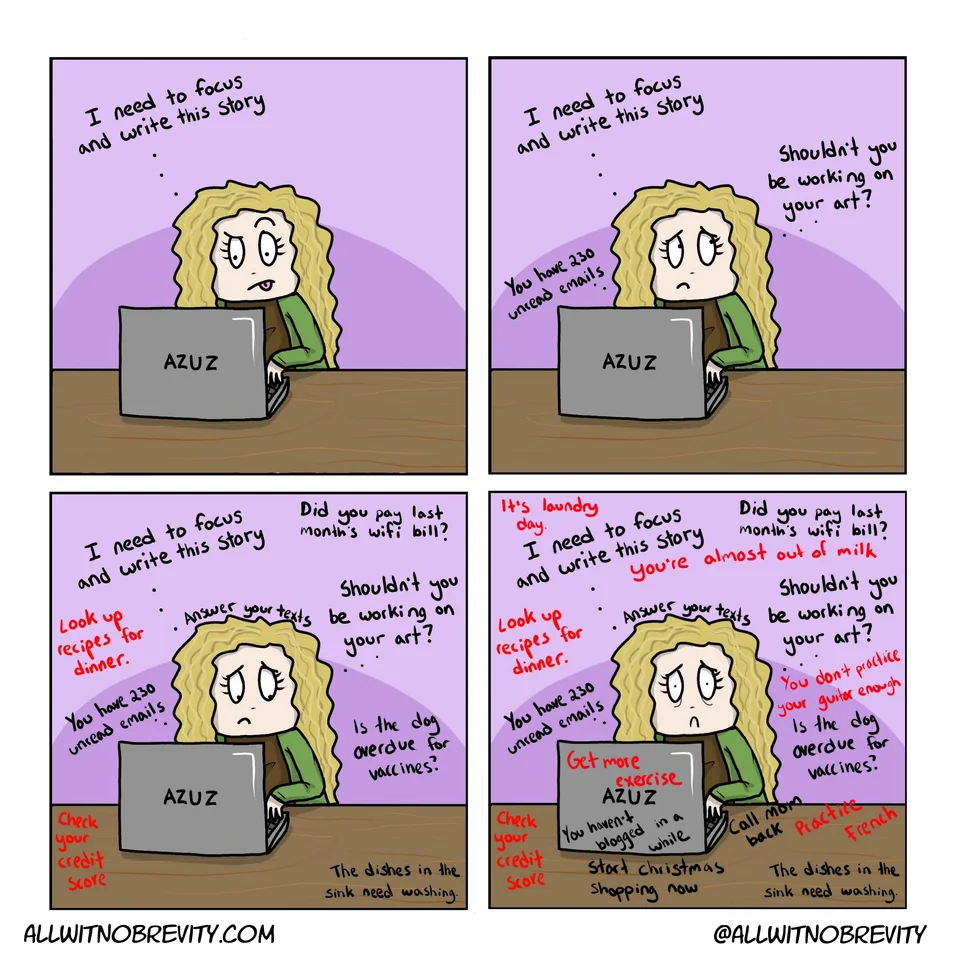 I need to focus
and write this story
AZUZ
I need to focus
and write this story
Shouldn't you
be working on
your art?
You have 230
unread emails
AZUZ
Did you pay last
month's wifi bill?
I need to focus
and write this story
Shouldn't you
be working on
your art?
Answer your texts
Look up
recipes for
dinner.
You have 230
unread emails
Is the dog
overdue for
vaccines?
AZUZ
Check
your
credit
score
The dishes in the
sink need washing.
It's laundry
day.
Did you pay last
month's wifi bill?
I need to focus
and write this story
you're almost out of milk
Shouldn't you
be working on
your art?
Answer your texts
Look up
recipes for
dinner.
You don't practice
your guitar enough
You have 230
unread emails
Is the dog
overdue for
vaccines?
Get more
exercise
AZUZ
You haven't
blogged in a
while
Call mom
back
Practice
French
Check
your
credit
score
Start christmas
shopping now
The dishes in the
sink need washing.
ALLWITNOBREVITY.COM
@ALLWITNOBREVITY